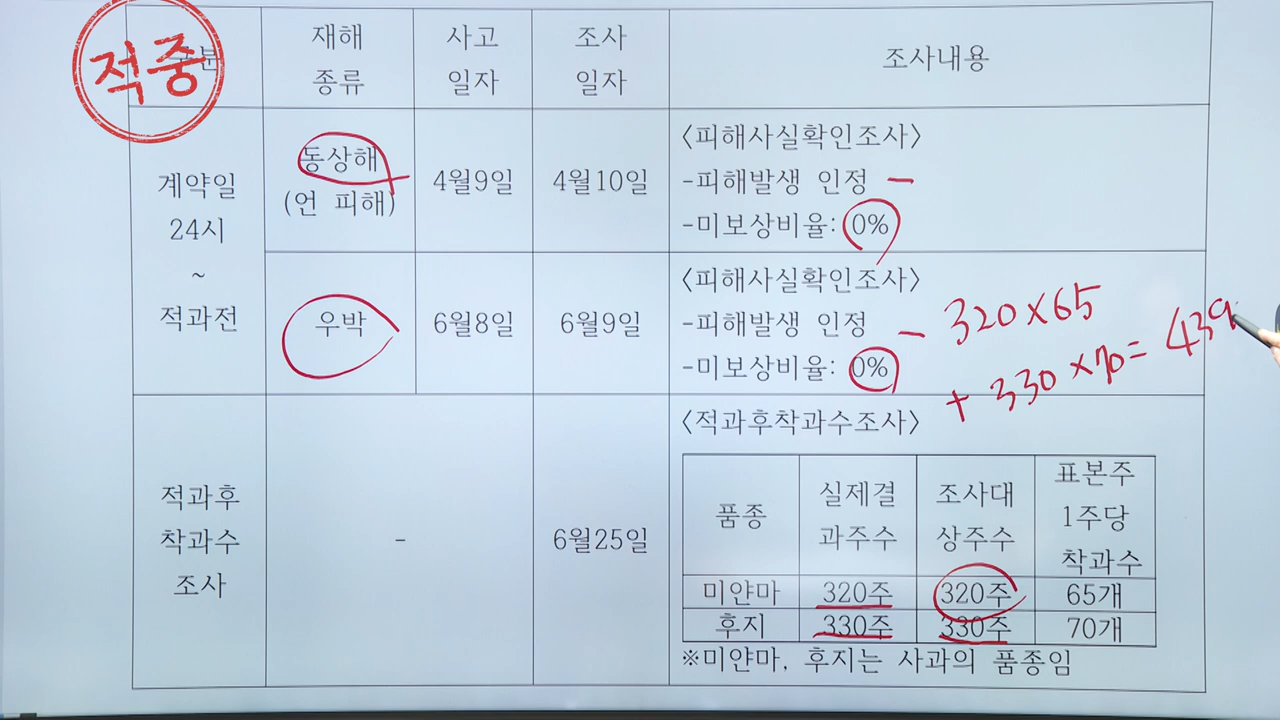 적중
구분
재해
종류
사고
일자
조사
일자
조사내용
계약일
24시
~
적과전
동상해
(언 피해)
4월9일
4월10일
<피해사실확인조사>
-피해발생 인정
-미보상비율: 0%
우박
6월8일
6월9일
<피해사실확인조사>
-피해발생 인정
-미보상비율: 0%
320×65
+ 330×70= 439
적과후
착과수
조사
-
6월25일
<적과후착과수조사>
품종
실제결
과주수
조사대
상주수
표본주
1주당
착과수
미얀마 320주 320주 65개
후지 330주 330주 70개
※미얀마, 후지는 사과의 품종임